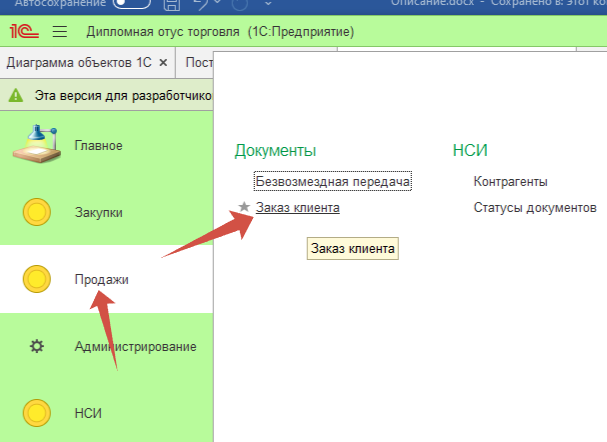 Автосохранение
Описание.docx - Сохранено в: Этот ко
1С Дипломная отус торговля (1С:Предприятие)
Диаграмма объектов 1С × Пост
Эта версия для разработчико
Главное
Закупки
Продажи
Администрирование
НСИ
Документы
Безвозмездная передача
Заказ клиента
Заказ клиента
НСИ
Контрагенты
Статусы документов